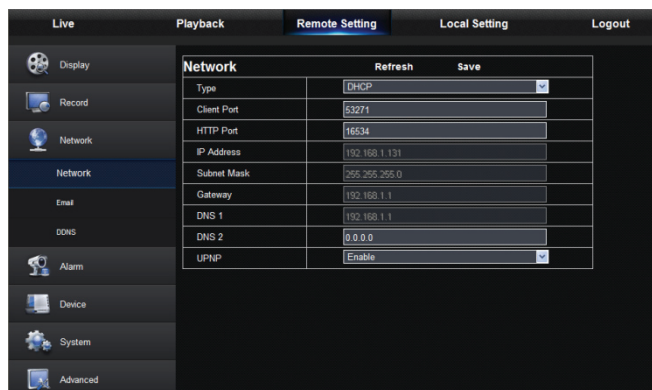 Live Playback Remote Setting Local Setting Logout
Display
Record
Network
Network
Email
DDNS
Alarm
Device
System
Advanced
Network Refresh Save
Type DHCP
Client Port 53271
HTTP Port 16534
IP Address 192.168.1.131
Subnet Mask 255.255.255.0
Gateway 192.168.1.1
DNS 1 192.168.1.1
DNS 2 0.0.0.0
UPNP Enable